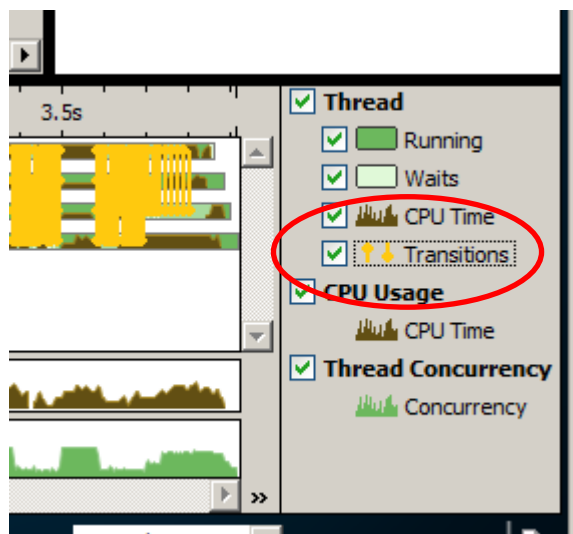 3.5s
Thread
Running
Waits
CPU Time
Transitions
CPU Usage
CPU Time
Thread Concurrency
Concurrency
»